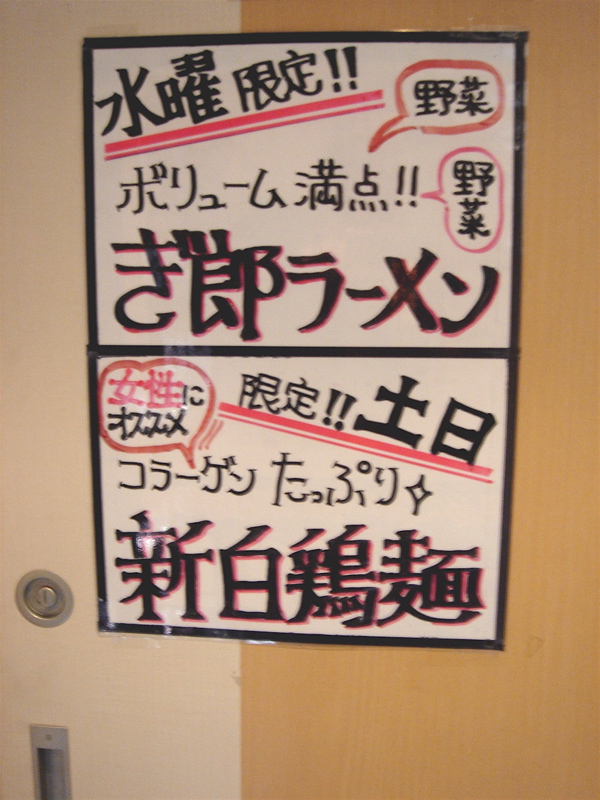 水曜 限定!!
野菜
ボリューム 満点!!
野菜
ぎ郎ラーメン
女性に
オススメ
限定!! 土日
コラーゲン たっぷり
新白鶏麺